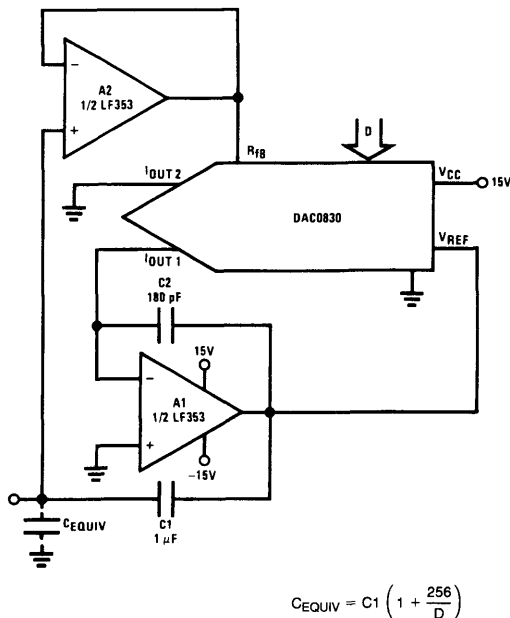 −
A2
1/2 LF353
+
D
RfB
IOUT 2
VCC
15V
DAC0830
VREF
IOUT 1
C2
180 pF
15V
−
A1
1/2 LF353
+
−15V
CEQUIV
C1
1 μF
CEQUIV = C1 (1 + 256/D)